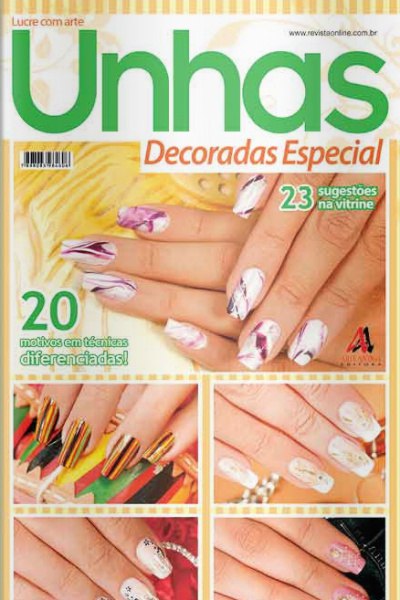 Lucre com arte
www.revistaonline.com.br
Unhas
Decoradas Especial
23 sugestões
na vitrine
20
motivos em técnicas
diferenciadas!
EDITORA